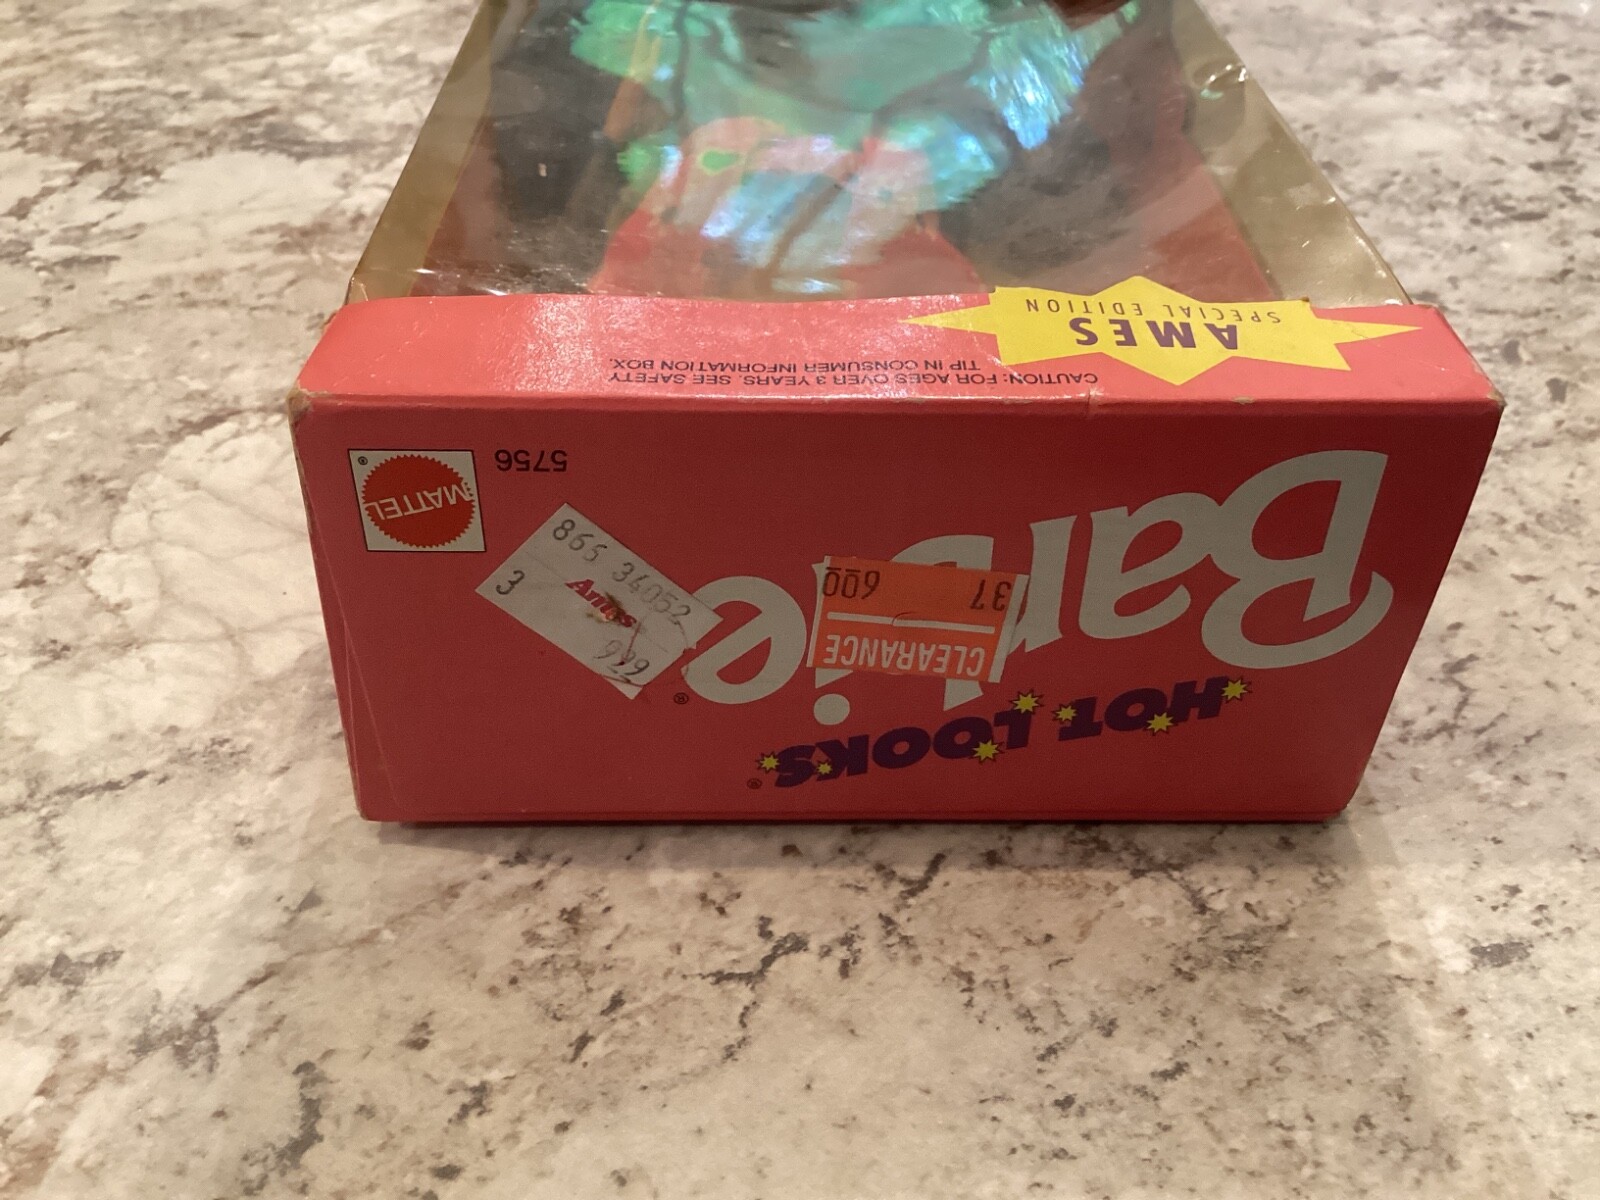 HOT LOOKS®
Barbie®
CLEARANCE
37 600
865 34052
3 Ames
999
5756
MATTEL ®
CAUTION: FOR AGES OVER 3 YEARS. SEE SAFETY
TIP IN CONSUMER INFORMATION BOX.
AMES
SPECIAL EDITION